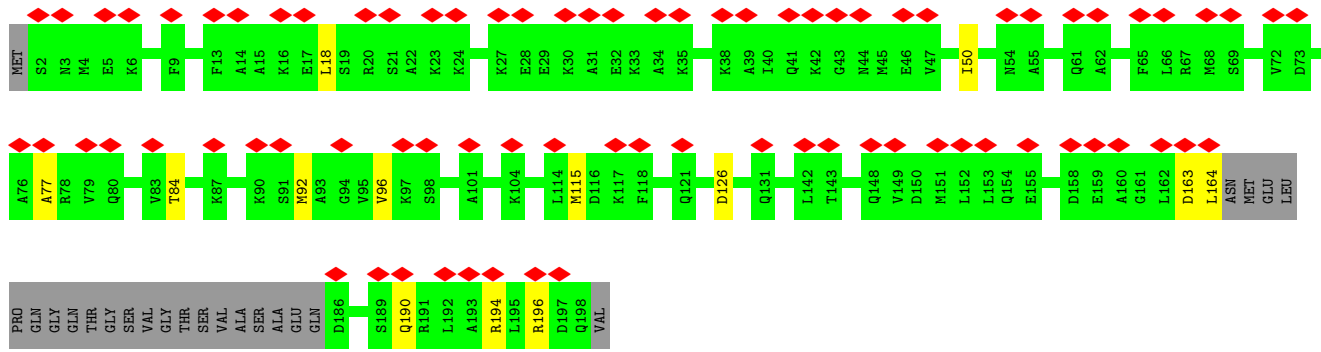 MET S2 N3 M4 E5 K6 F9 F13 A14 A15 K16 E17 L18 S19 R20 S21 A22 K23 K24 K27 E28 E29 K30 A31 E32 K33 A34 K35 K38 A39 I40 Q41 K42 G43 N44 M45 E46 V47 I50 N54 A55 Q61 A62 F65 L66 R67 M68 S69 V72 D73
A76 A77 R78 V79 Q80 V83 T84 K87 K90 S91 M92 A93 G94 V95 V96 K97 S98 A101 K104 L114 M115 D116 K117 F118 Q121 D126 Q131 L142 T143 Q148 V149 D150 M151 L152 L153 Q154 E155 D158 E159 A160 G161 L162 D163 L164 ASN MET GLU LEU
PRO GLN GLY GLN THR GLY SER VAL GLY THR SER VAL ALA SER ALA GLU GLN D186 S189 Q190 R191 L192 A193 R194 L195 R196 D197 Q198 VAL